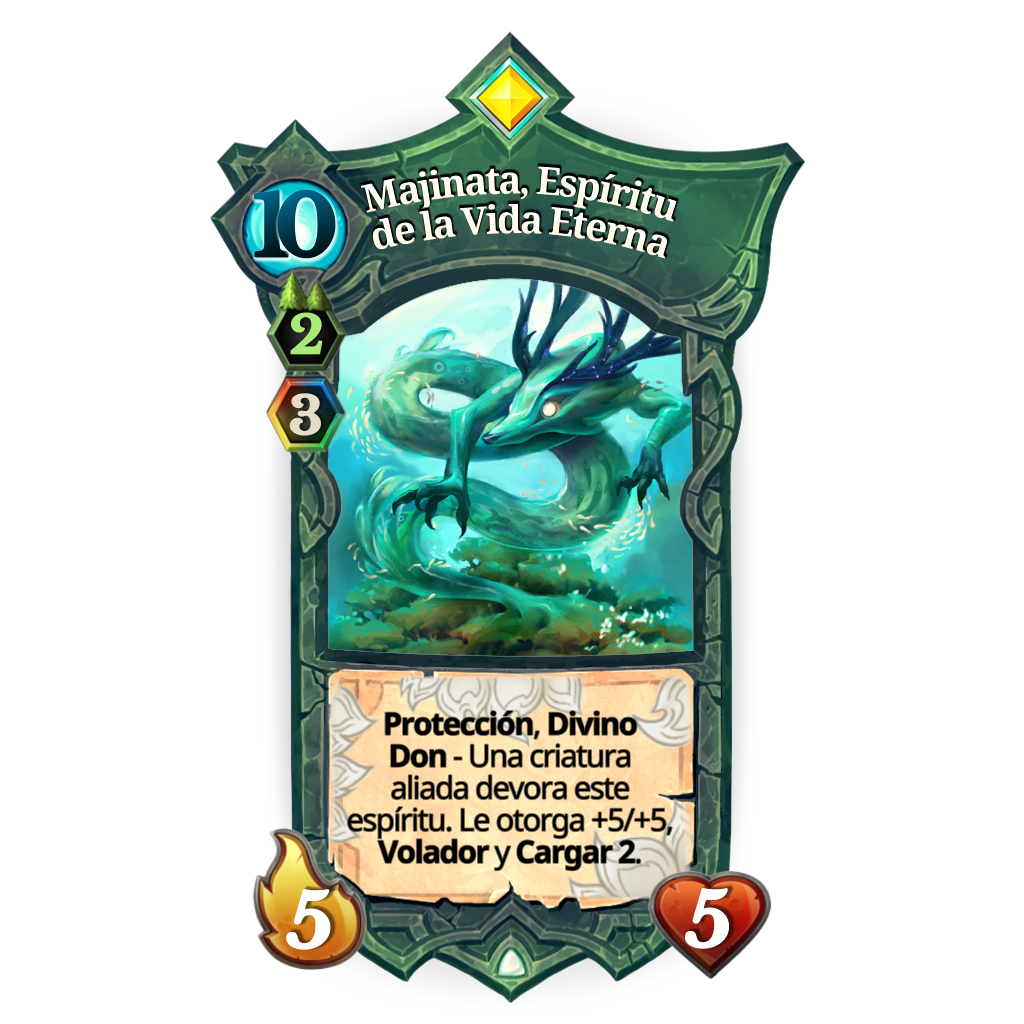 10
Majinata, Espíritu
de la Vida Eterna
2
3
Protección, Divino
Don - Una criatura
aliada devora este
espíritu. Le otorga +5/+5,
Volador y Cargar 2.
5
5